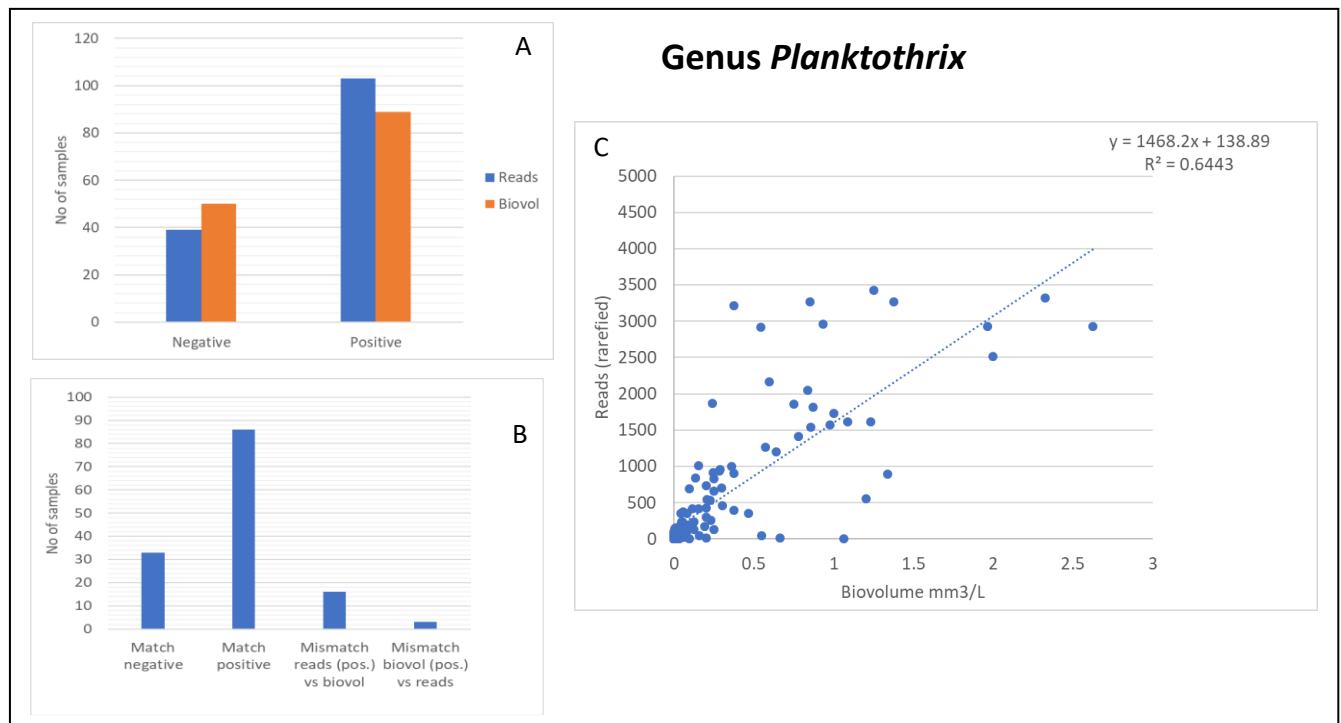 Genus Planktothrix
A
120
100
80
60
40
20
0
No of samples
Negative
Positive
Reads
Biovol
B
100
90
80
70
60
50
40
30
20
10
0
No of samples
Match
negative
Match
positive
Mismatch
reads (pos.)
vs biovol
Mismatch
biovol (pos.)
vs reads
C
y = 1468.2x + 138.89
R² = 0.6443
5000
4500
4000
3500
3000
2500
2000
1500
1000
500
0
Reads (rarefied)
0 0.5 1 1.5 2 2.5 3
Biovolume mm3/L